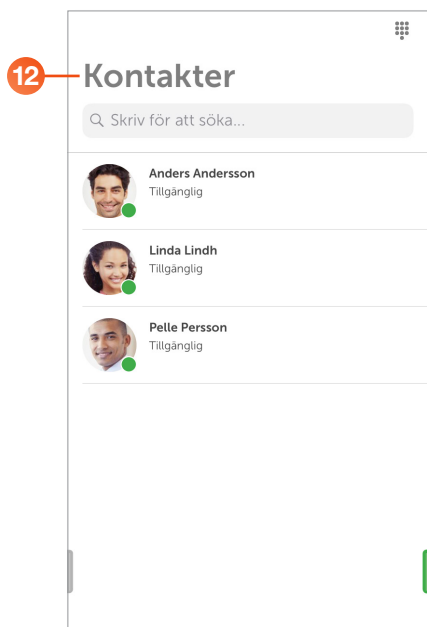 12
Kontakter
Skriv för att söka...
Anders Andersson
Tillgänglig
Linda Lindh
Tillgänglig
Pelle Persson
Tillgänglig